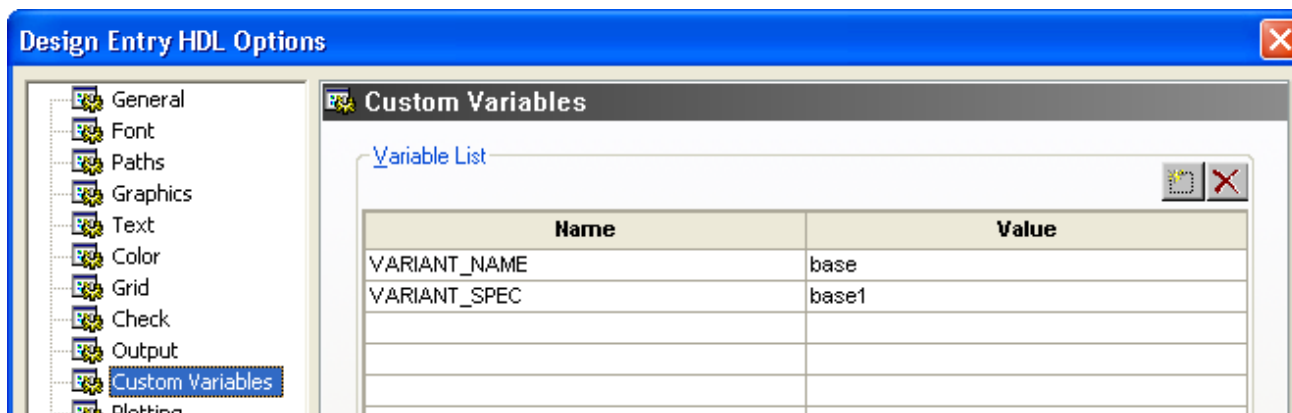 Design Entry HDL Options
General
Font
Paths
Graphics
Text
Color
Grid
Check
Output
Custom Variables
Plotting
Custom Variables
Variable List
Name Value
VARIANT_NAME base
VARIANT_SPEC base1